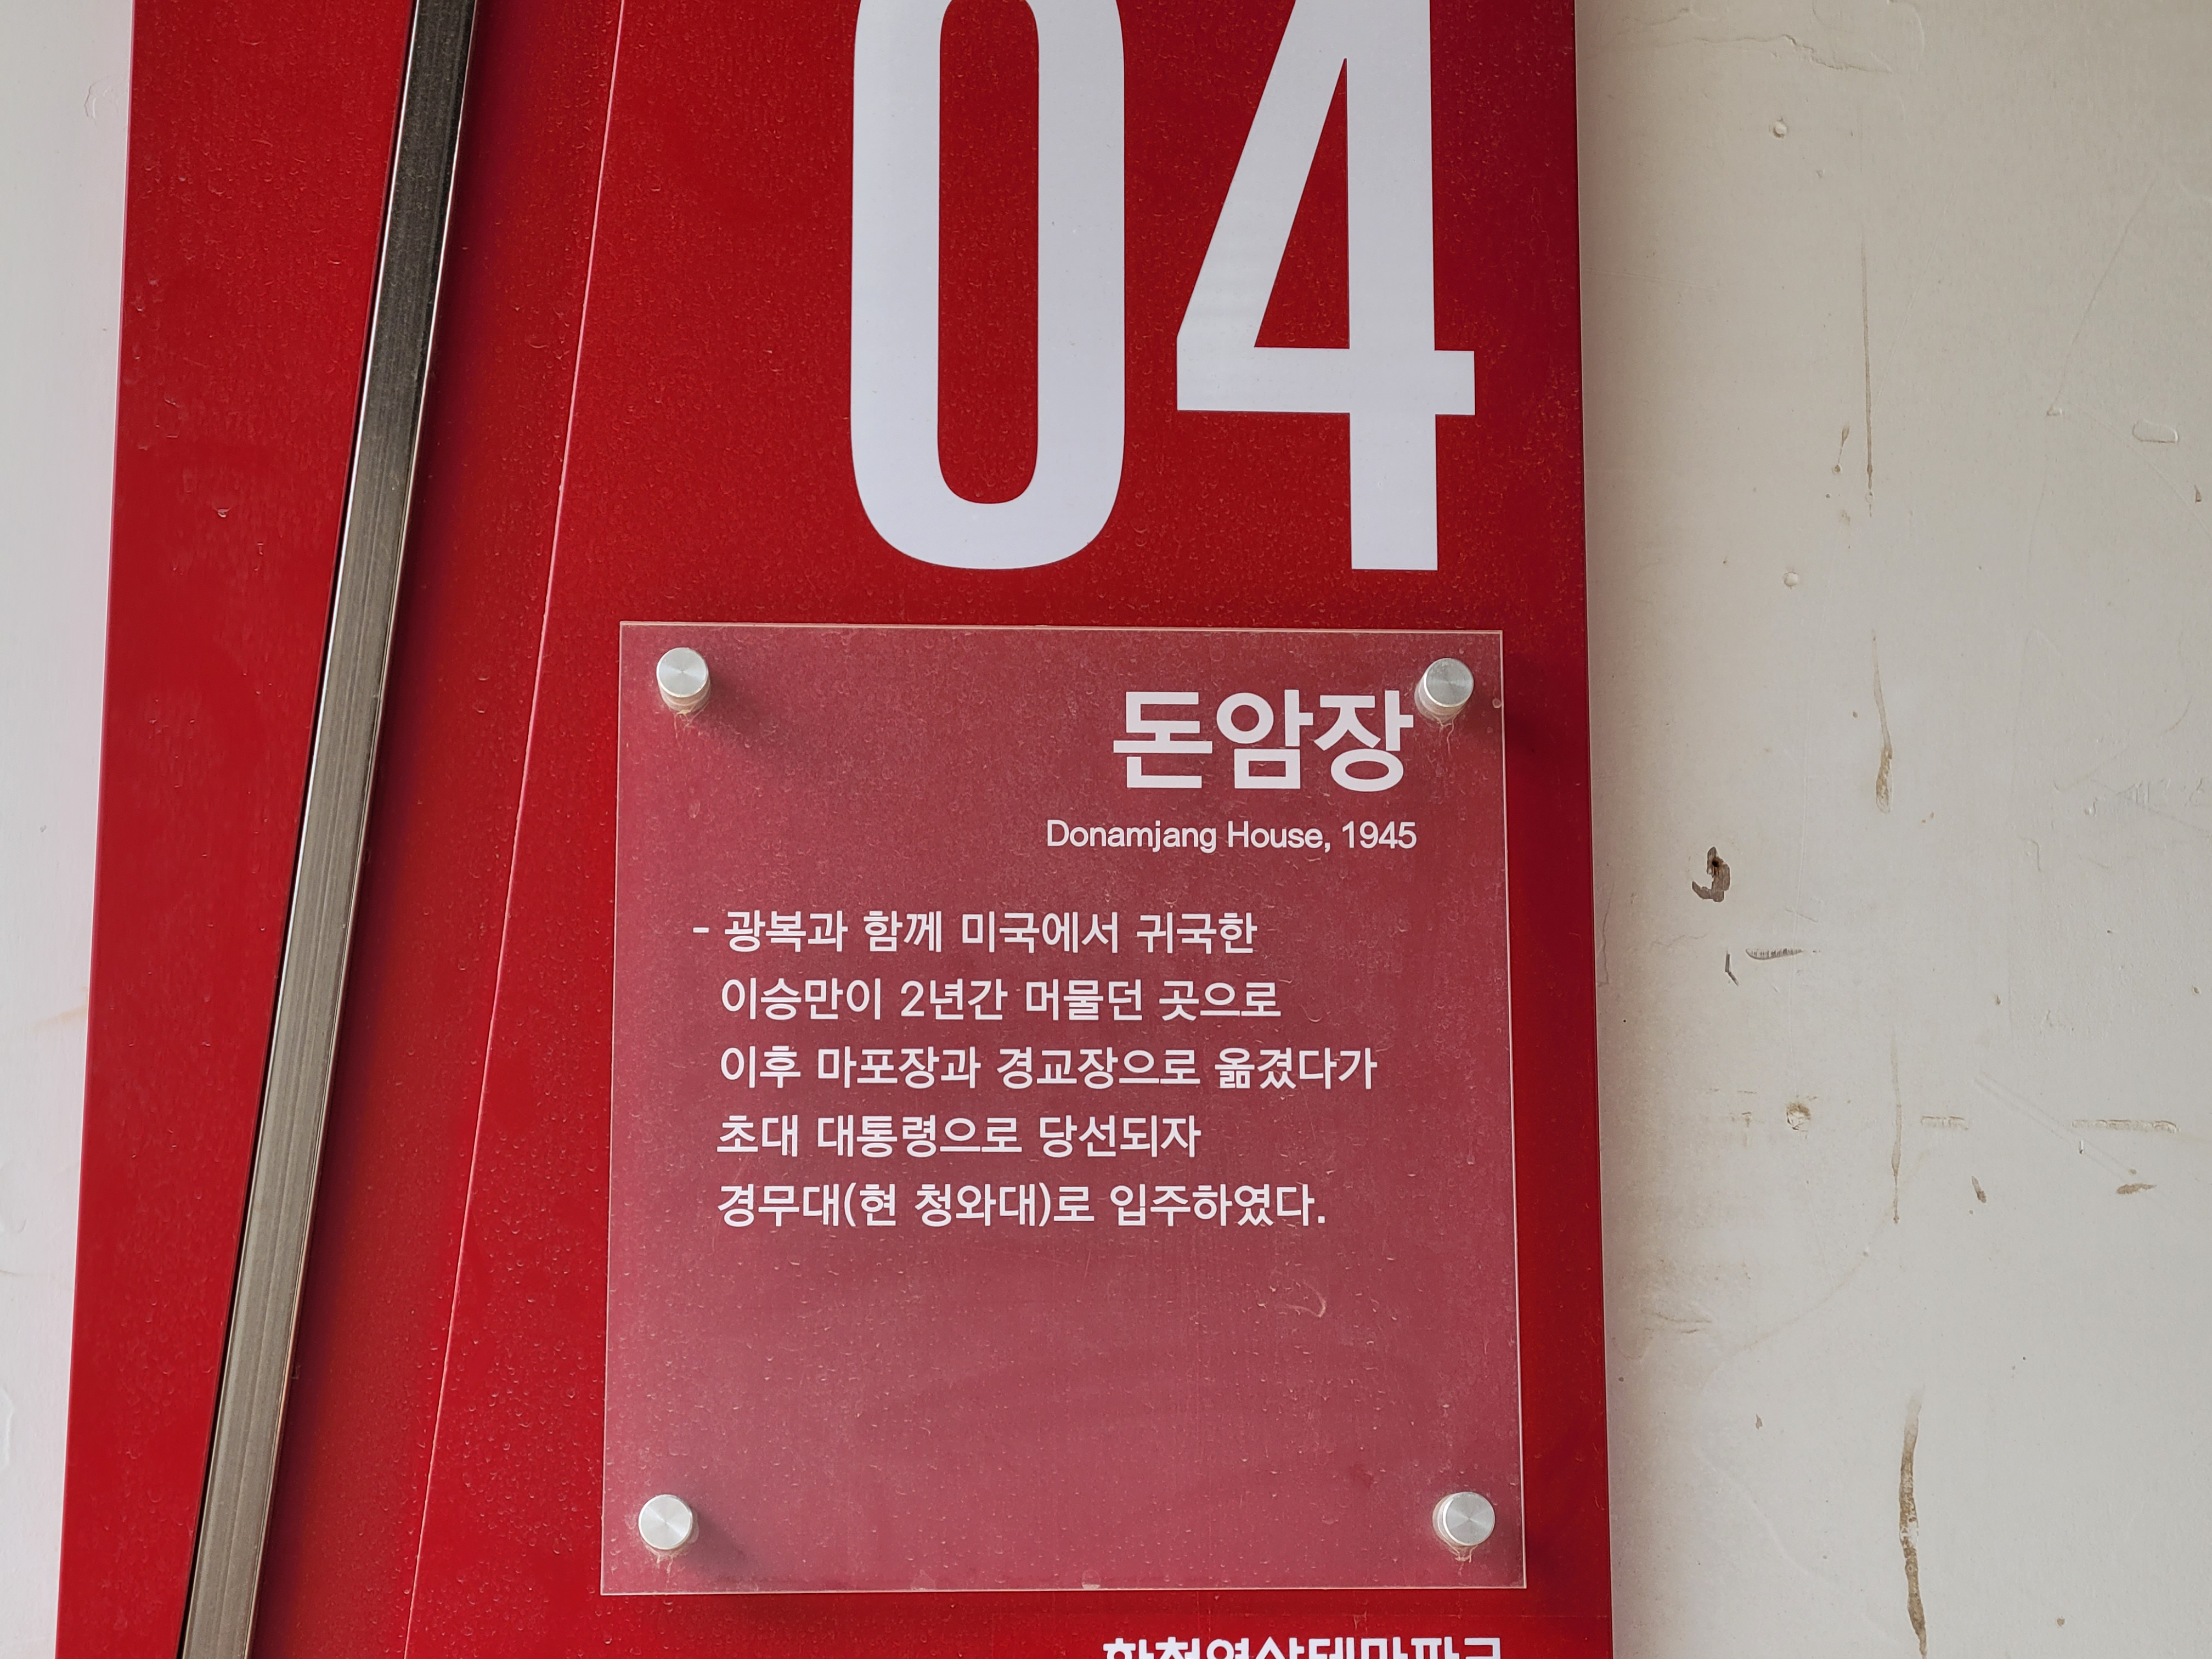 04
돈암장
Donamjang House, 1945
- 광복과 함께 미국에서 귀국한
이승만이 2년간 머물던 곳으로
이후 마포장과 경교장으로 옮겼다가
초대 대통령으로 당선되자
경무대(현 청와대)로 입주하였다.